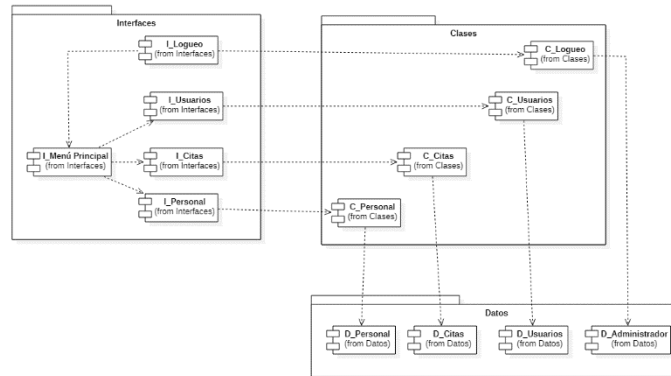 Interfaces
I_Logueo
(from Interfaces)
I_Usuarios
(from Interfaces)
I_Menú Principal
(from Interfaces)
I_Citas
(from Interfaces)
I_Personal
(from Interfaces)
Clases
C_Logueo
(from Clases)
C_Usuarios
(from Clases)
C_Citas
(from Clases)
C_Personal
(from Clases)
Datos
D_Personal
(from Datos)
D_Citas
(from Datos)
D_Usuarios
(from Datos)
D_Administrador
(from Datos)